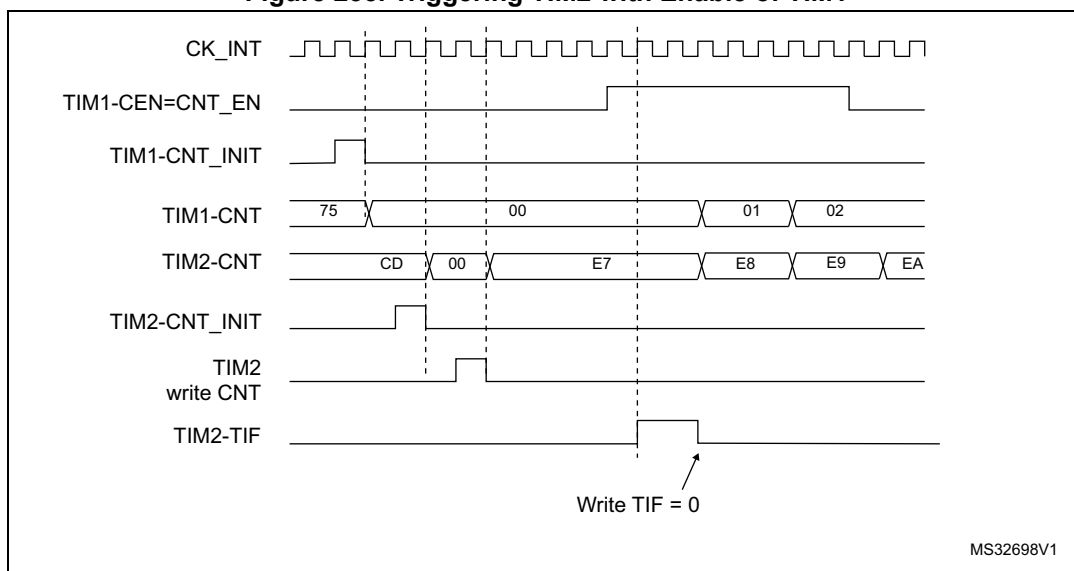 CK_INT
TIM1-CEN=CNT_EN
TIM1-CNT_INIT
TIM1-CNT 75 00 01 02
TIM2-CNT CD 00 E7 E8 E9 EA
TIM2-CNT_INIT
TIM2
write CNT
TIM2-TIF
Write TIF = 0
MS32698V1